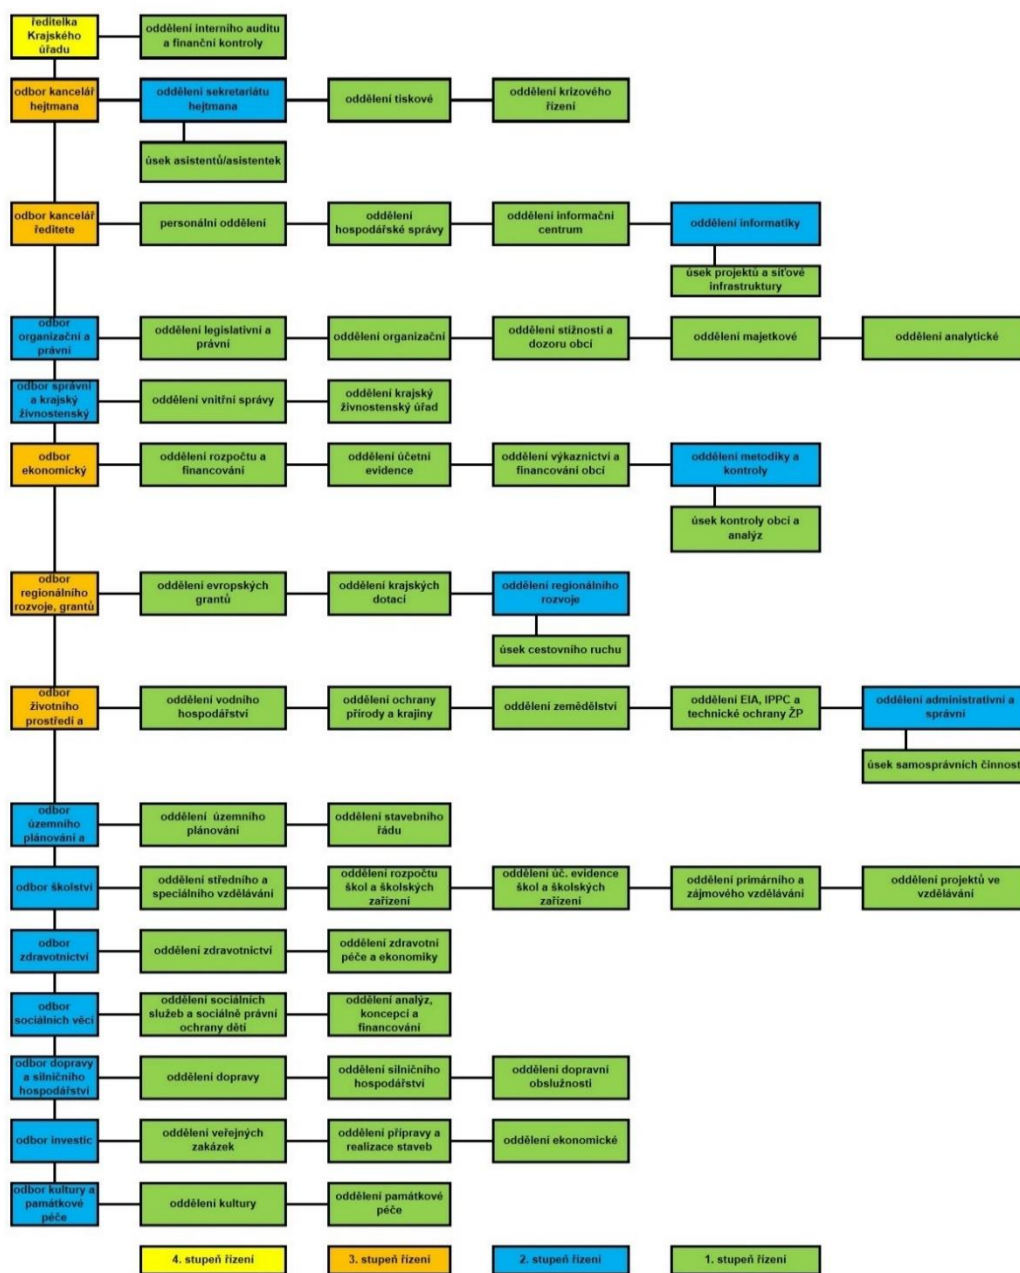 ředitelka
Krajského
úřadu
oddělení interního auditu
a finanční kontroly
odbor kancelář
hejtmana
oddělení sekretariátu
hejtmana
oddělení tiskové
oddělení krizového
řízení
úsek asistentů/asistentek
odbor kancelář
ředitete
personální oddělení
oddělení
hospodářské správy
oddělení informační
centrum
oddělení informatiky
úsek projektů a síťové
infrastruktury
odbor
organizační a
právní
oddělení legislativní a
právní
oddělení organizační
oddělení stížností a
dozoru obcí
oddělení majetkové
oddělení analytické
odbor správní
a krajský
živnostenský
oddělení vnitřní správy
oddělení krajský
živnostenský úřad
odbor
ekonomický
oddělení rozpočtu a
financování
oddělení účetní
evidence
oddělení výkaznictví a
financování obcí
oddělení metodiky a
kontroly
úsek kontroly obcí a
analýz
odbor
regionálního
rozvoje, grantů
oddělení evropských
grantů
oddělení krajských
dotací
oddělení regionálního
rozvoje
úsek cestovního ruchu
odbor
životního
prostředí a
oddělení vodního
hospodářství
oddělení ochrany
přírody a krajiny
oddělení zemědělství
oddělení EIA, IPPC a
technické ochrany ŽP
oddělení administrativní a
správní
úsek samosprávních činností
odbor
územního
plánování a
oddělení územního
plánování
oddělení stavebního
řádu
odbor školství
oddělení středního a
speciálního vzdělávání
oddělení rozpočtu
škol a školských
zařízení
oddělení úč. evidence
škol a školských
zařízení
oddělení primárního a
zájmového vzdělávání
oddělení projektů ve
vzdělávání
odbor
zdravotnictví
oddělení zdravotnictví
oddělení zdravotní
péče a ekonomiky
odbor
sociálních věcí
oddělení sociálních
služeb a sociálně právní
ochrany dětí
oddělení analýz,
koncepcí a
financování
odbor dopravy
a silničního
hospodářství
oddělení dopravy
oddělení silničního
hospodářství
oddělení dopravní
obslužnosti
odbor investic
oddělení veřejných
zakázek
oddělení přípravy a
realizace staveb
oddělení ekonomické
odbor kultury a
památkové
péče
oddělení kultury
oddělení památkové
péče
4. stupeň řízení
3. stupeň řízení
2. stupeň řízení
1. stupeň řízení